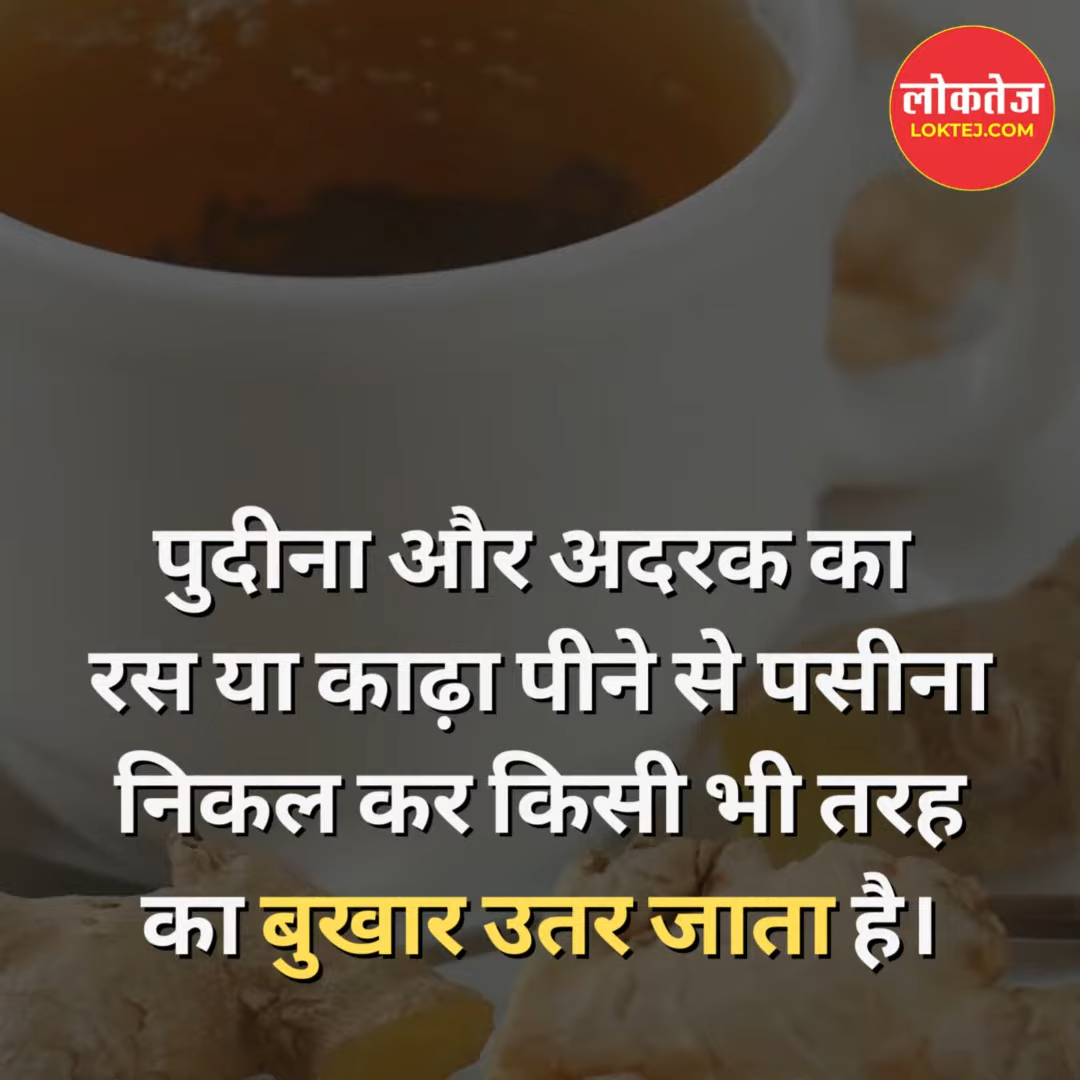 लोकतेज
LOKTEJ.COM
पुदीना और अदरक का
रस या काढ़ा पीने से पसीना
निकल कर किसी भी तरह
का बुखार उतर जाता है।